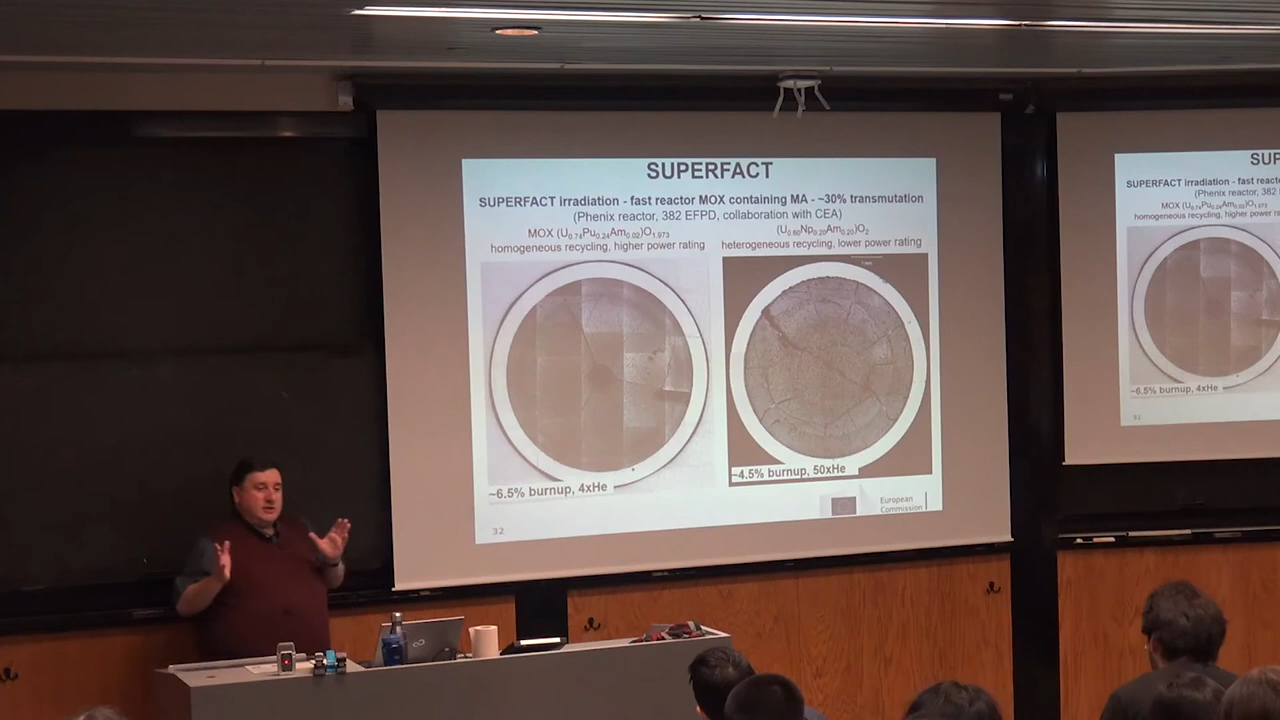 SUPERFACT
SUPERFACT irradiation - fast reactor MOX containing MA - ~30% transmutation
(Phenix reactor, 382 EFPD, collaboration with CEA)
MOX (U₀.₇₄Pu₀.₂₄Am₀.₀₂)O₁.₉₇₃
homogeneous recycling, higher power rating
(U₀.₆₀Np₀.₂₀Am₀.₂₀)O₂
heterogeneous recycling, lower power rating
~6.5% burnup, 4xHe
~4.5% burnup, 50xHe
European
Commission
32
SUP
SUPERFACT irradiation - fast react
(Phenix reactor, 382
MOX (U₀.₇₄Pu₀.₂₄Am₀.₀₂)O₁.₉₇₃
homogeneous recycling, higher power ra
~6.5% burnup, 4xHe
32